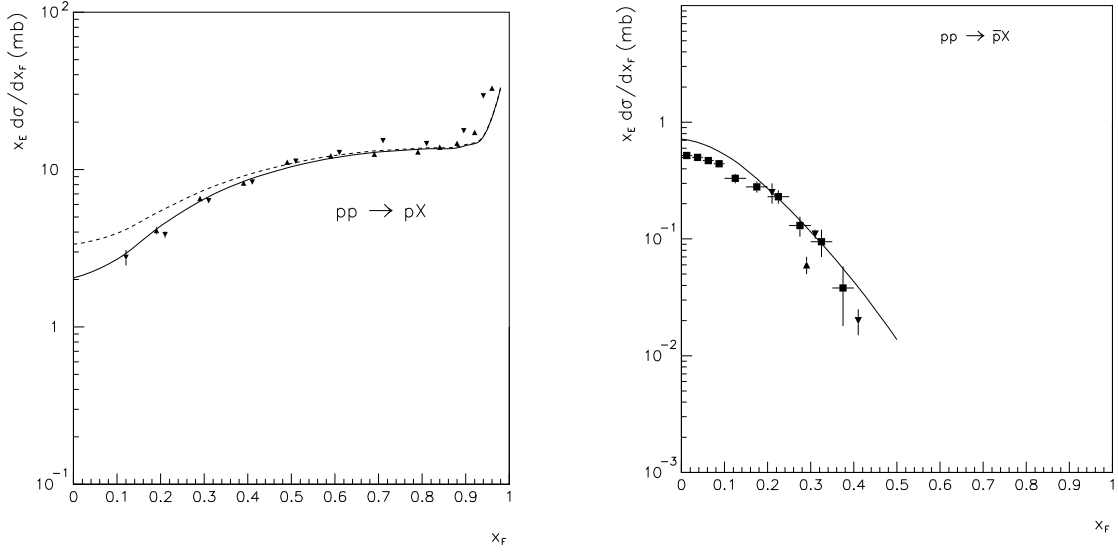 x_E dσ/dx_F (mb)
10^2
10
1
10^-1
pp → pX
0 0.1 0.2 0.3 0.4 0.5 0.6 0.7 0.8 0.9 1
x_F
x_E dσ/dx_F (mb)
pp → p̄X
1
10^-1
10^-2
10^-3
0 0.1 0.2 0.3 0.4 0.5 0.6 0.7 0.8 0.9 1
x_F